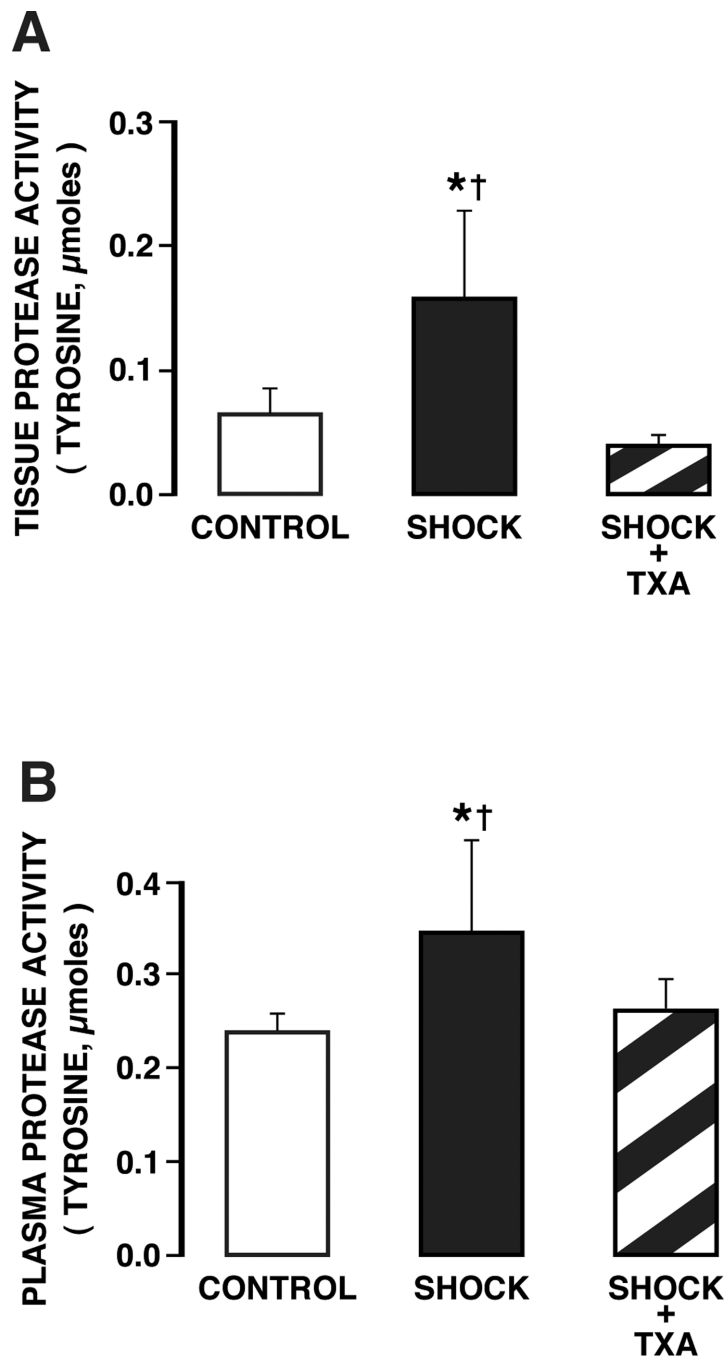 A
TISSUE PROTEASE ACTIVITY
( TYROSINE, µmoles )
0.3
0.2
0.1
0.0
*†
CONTROL
SHOCK
SHOCK
+
TXA
B
PLASMA PROTEASE ACTIVITY
( TYROSINE, µmoles )
0.4
0.3
0.2
0.1
0.0
*†
CONTROL
SHOCK
SHOCK
+
TXA